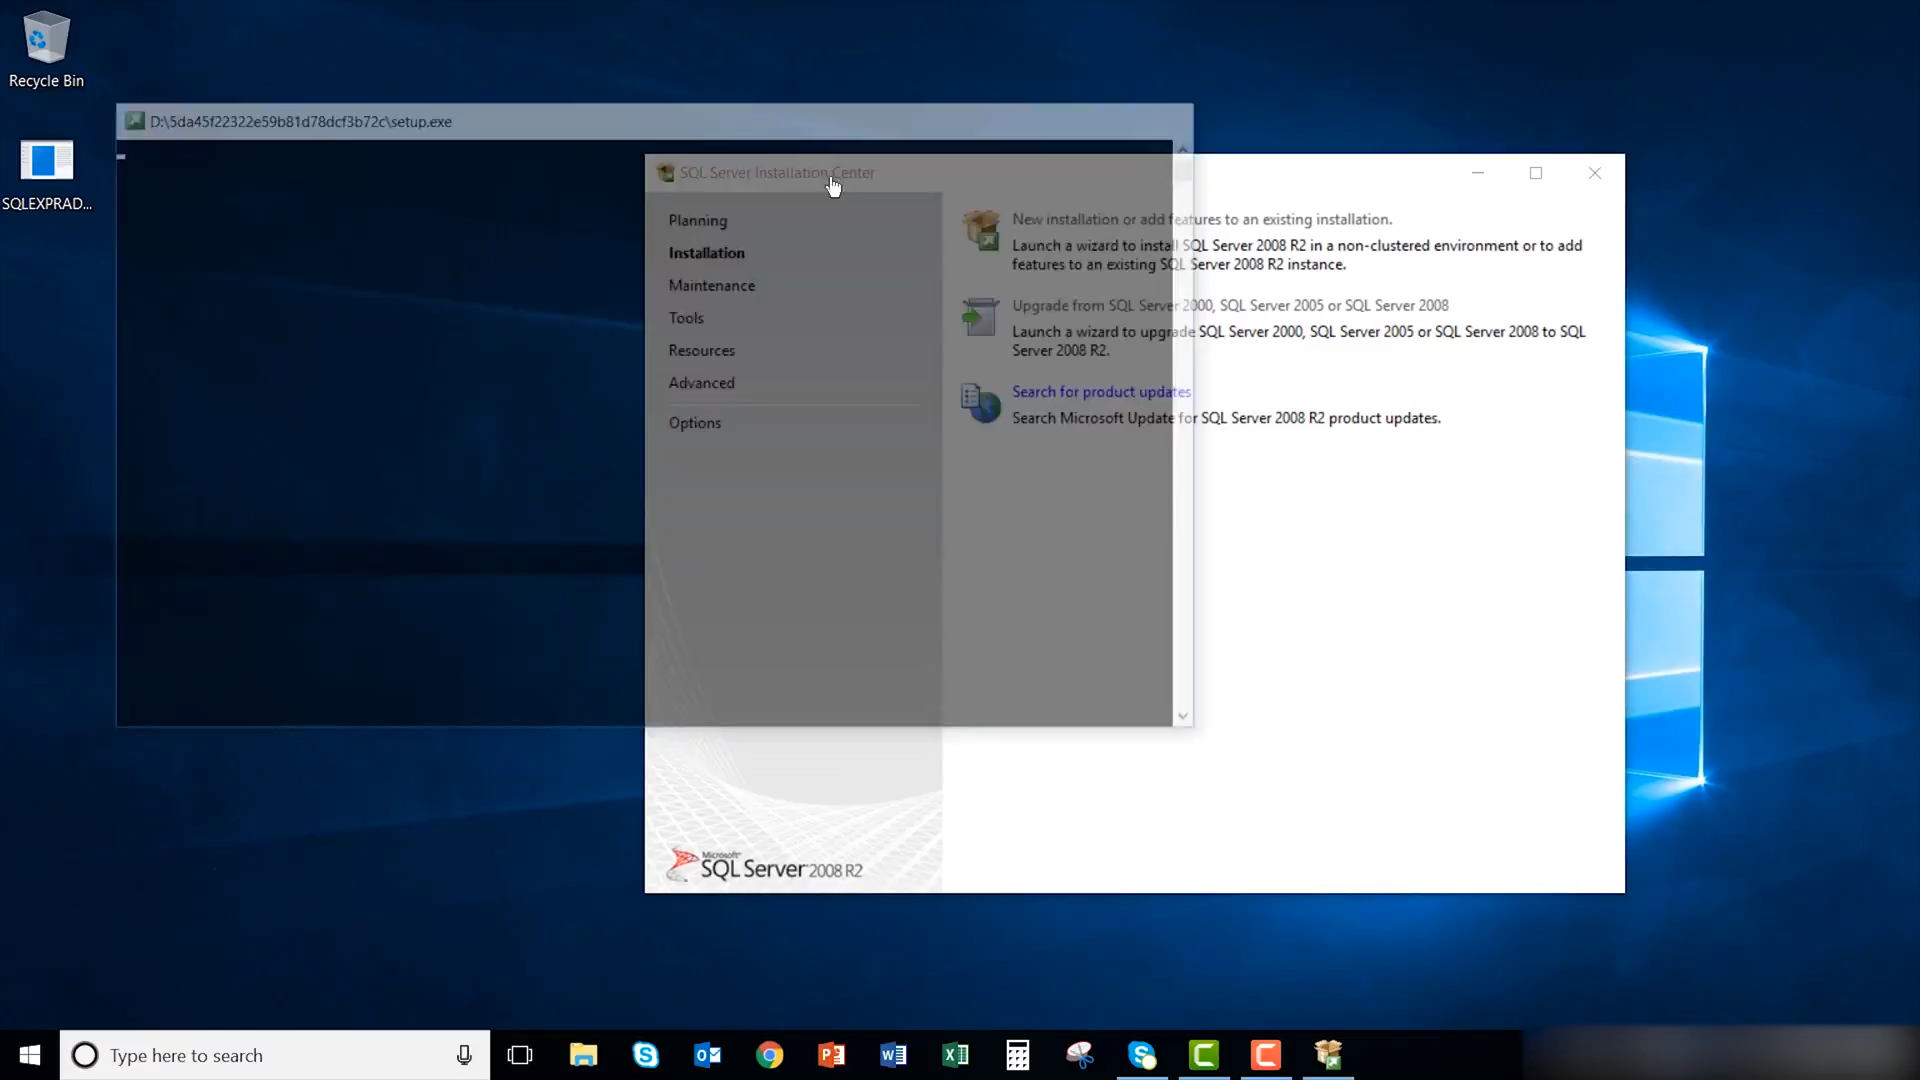 Recycle Bin
SQLEXPRAD...
D:\5da45f22322e59b81d78dcf3b72c\setup.exe
SQL Server Installation Center
Planning
Installation
Maintenance
Tools
Resources
Advanced
Options
New installation or add features to an existing installation.
Launch a wizard to install SQL Server 2008 R2 in a non-clustered environment or to add
features to an existing SQL Server 2008 R2 instance.
Upgrade from SQL Server 2000, SQL Server 2005 or SQL Server 2008
Launch a wizard to upgrade SQL Server 2000, SQL Server 2005 or SQL Server 2008 to SQL
Server 2008 R2.
Search for product updates
Search Microsoft Update for SQL Server 2008 R2 product updates.
Microsoft
SQL Server 2008 R2
Type here to search